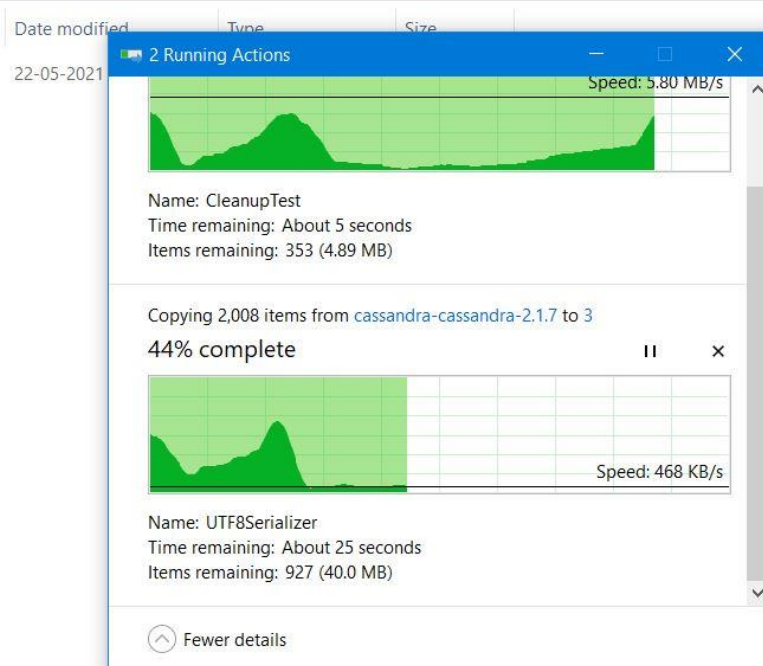 Date modified Type Size
22-05-2021
2 Running Actions
Speed: 5.80 MB/s
Name: CleanupTest
Time remaining: About 5 seconds
Items remaining: 353 (4.89 MB)
Copying 2,008 items from cassandra-cassandra-2.1.7 to 3
44% complete
Speed: 468 KB/s
Name: UTF8Serializer
Time remaining: About 25 seconds
Items remaining: 927 (40.0 MB)
Fewer details